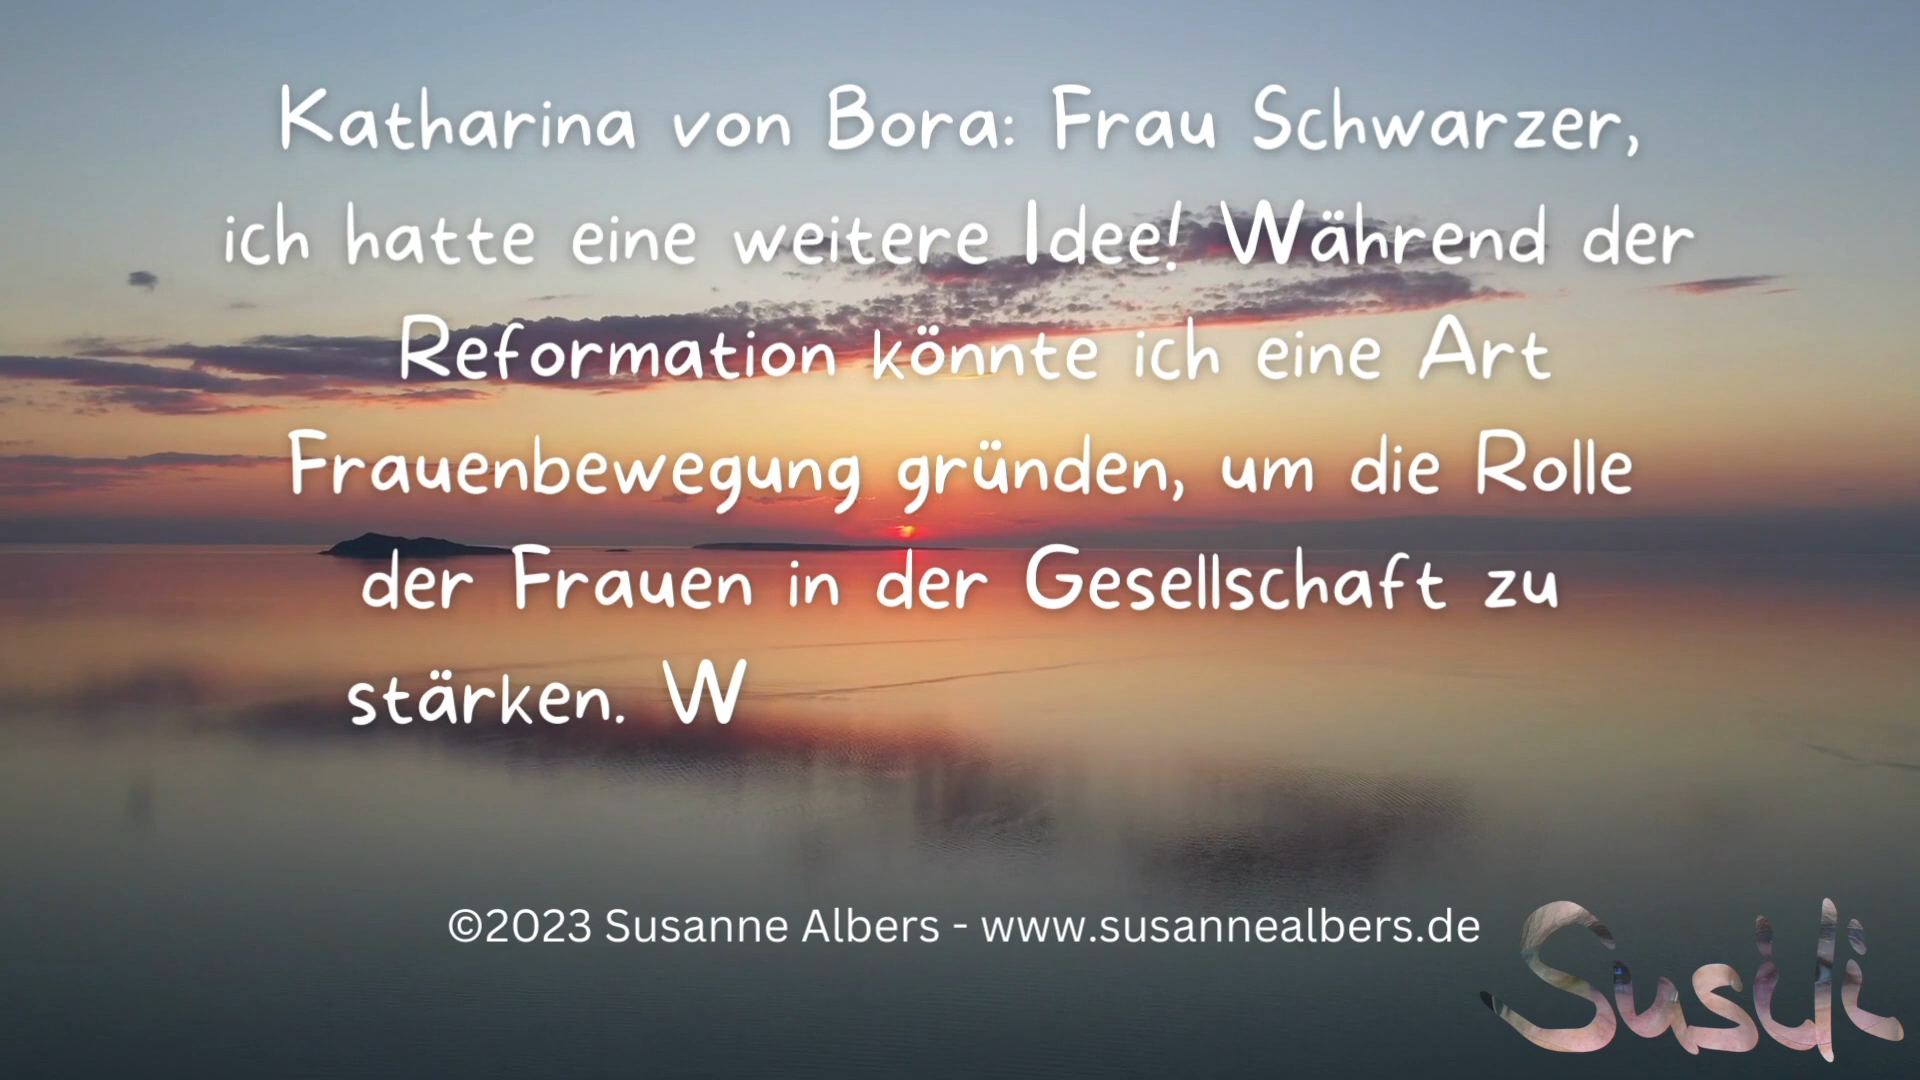 Katharina von Bora: Frau Schwarzer,
ich hatte eine weitere Idee! Während der
Reformation könnte ich eine Art
Frauenbewegung gründen, um die Rolle
der Frauen in der Gesellschaft zu
stärken. W
©2023 Susanne Albers - www.susannealbers.de
Susili